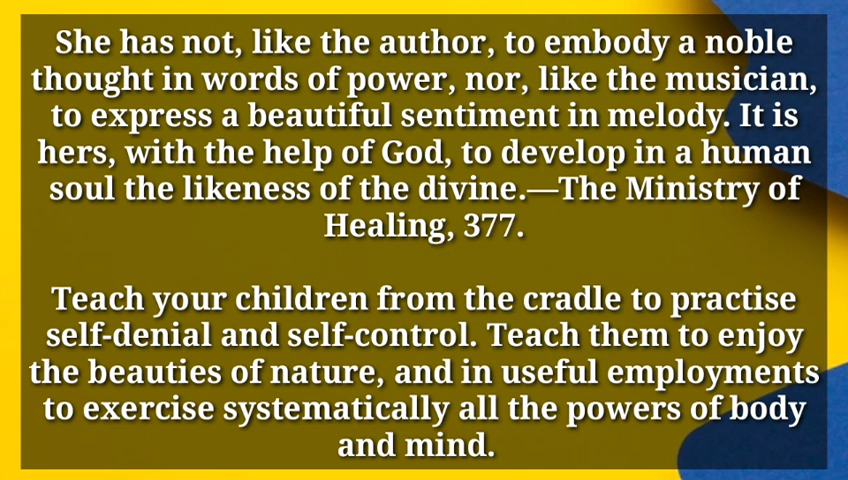 She has not, like the author, to embody a noble
thought in words of power, nor, like the musician,
to express a beautiful sentiment in melody. It is
hers, with the help of God, to develop in a human
soul the likeness of the divine.—The Ministry of
Healing, 377.
Teach your children from the cradle to practise
self-denial and self-control. Teach them to enjoy
the beauties of nature, and in useful employments
to exercise systematically all the powers of body
and mind.